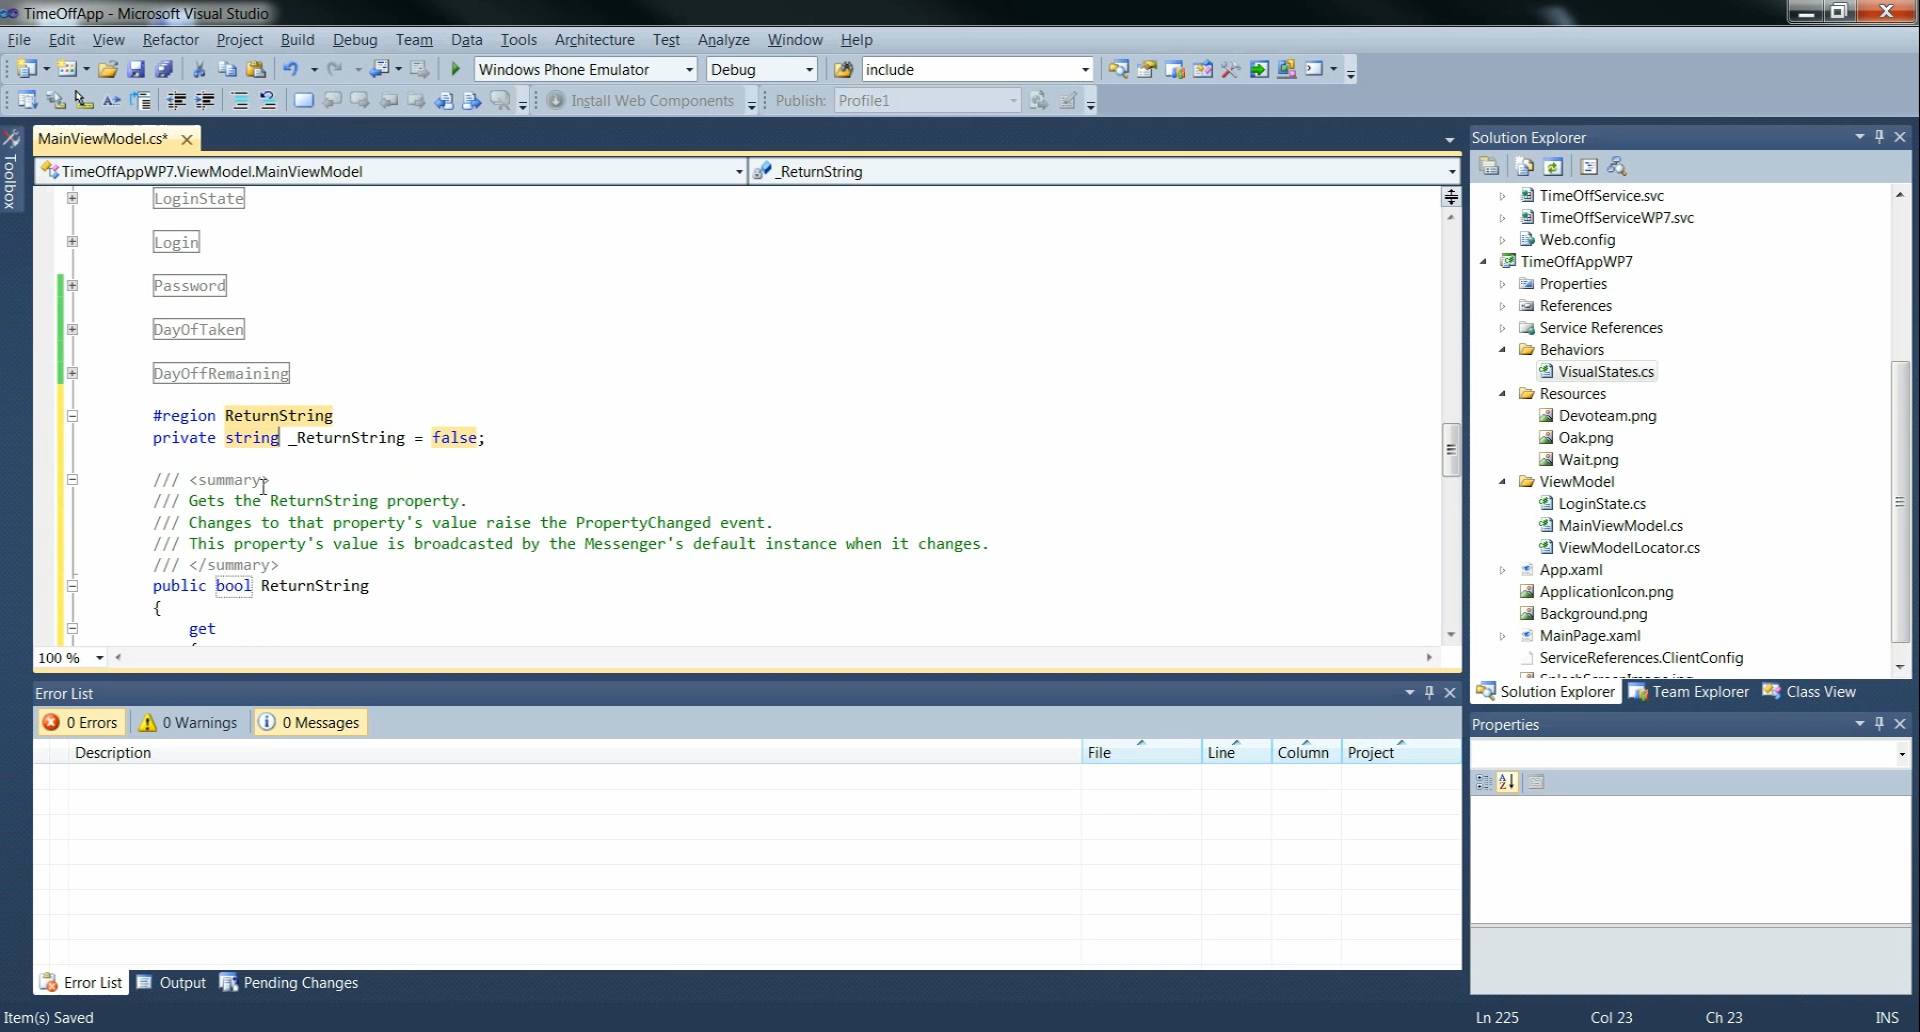 TimeOffApp - Microsoft Visual Studio
File Edit View Refactor Project Build Debug Team Data Tools Architecture Test Analyze Window Help
Windows Phone Emulator Debug include
Install Web Components Publish: Profile1
Toolbox
MainViewModel.cs*
TimeOffAppWP7.ViewModel.MainViewModel _ReturnString
LoginState
Login
Password
DayOfTaken
DayOffRemaining
#region ReturnString
private string _ReturnString = false;
/// <summary>
/// Gets the ReturnString property.
/// Changes to that property's value raise the PropertyChanged event.
/// This property's value is broadcasted by the Messenger's default instance when it changes.
/// </summary>
public bool ReturnString
{
get
100 %
Error List
0 Errors 0 Warnings 0 Messages
Description File Line Column Project
Error List Output Pending Changes
Solution Explorer
TimeOffService.svc
TimeOffServiceWP7.svc
Web.config
TimeOffAppWP7
Properties
References
Service References
Behaviors
VisualStates.cs
Resources
Devoteam.png
Oak.png
Wait.png
ViewModel
LoginState.cs
MainViewModel.cs
ViewModelLocator.cs
App.xaml
ApplicationIcon.png
Background.png
MainPage.xaml
ServiceReferences.ClientConfig
Solution Explorer Team Explorer Class View
Properties
Item(s) Saved Ln 225 Col 23 Ch 23 INS